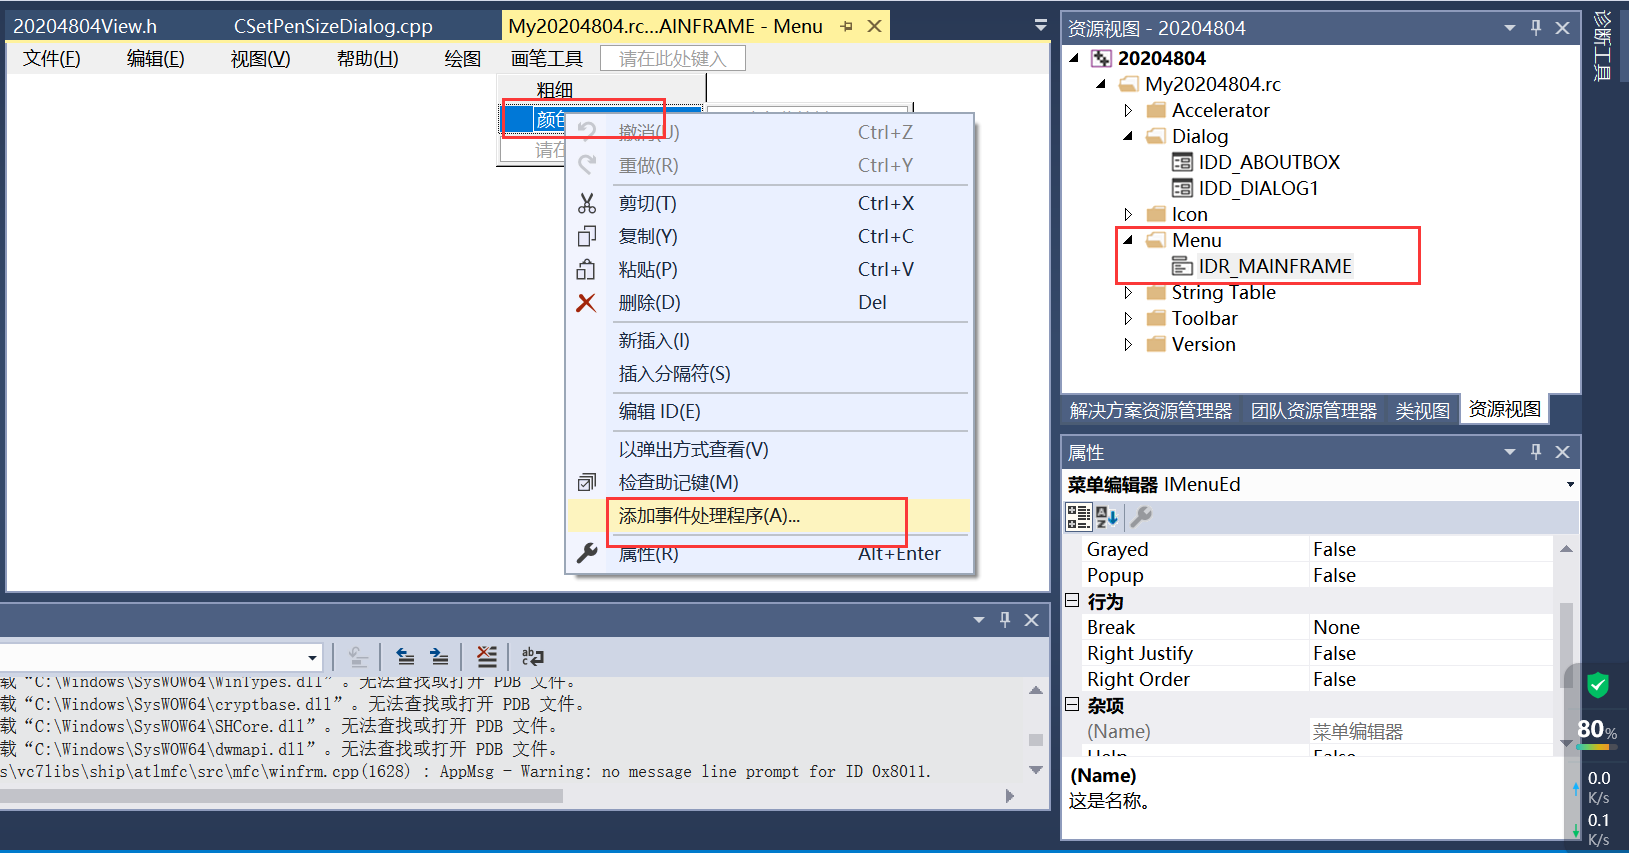 20204804View.h
CSetPenSizeDialog.cpp
My20204804.rc...AINFRAME - Menu
文件(F)
编辑(E)
视图(V)
帮助(H)
绘图
画笔工具
请在此处键入
粗细
颜色
请在
撤消(U) Ctrl+Z
重做(R) Ctrl+Y
剪切(T) Ctrl+X
复制(Y) Ctrl+C
粘贴(P) Ctrl+V
删除(D) Del
新插入(I)
插入分隔符(S)
编辑 ID(E)
以弹出方式查看(V)
检查助记键(M)
添加事件处理程序(A)...
属性(R) Alt+Enter
载“C:\Windows\SysWOW64\WinTypes.dll”。无法查找或打开 PDB 文件。
载“C:\Windows\SysWOW64\cryptbase.dll”。无法查找或打开 PDB 文件。
载“C:\Windows\SysWOW64\SHCore.dll”。无法查找或打开 PDB 文件。
载“C:\Windows\SysWOW64\dwmapi.dll”。无法查找或打开 PDB 文件。
s\vc7libs\ship\atlmfc\src\mfc\winfrm.cpp(1628) : AppMsg - Warning: no message line prompt for ID 0x8011.
资源视图 - 20204804
20204804
My20204804.rc
Accelerator
Dialog
IDD_ABOUTBOX
IDD_DIALOG1
Icon
Menu
IDR_MAINFRAME
String Table
Toolbar
Version
解决方案资源管理器
团队资源管理器
类视图
资源视图
属性
菜单编辑器 IMenuEd
Grayed False
Popup False
行为
Break None
Right Justify False
Right Order False
杂项
(Name) 菜单编辑器
Help False
(Name)
这是名称。
诊断工具
80%
0.0
K/s
0.1
K/s